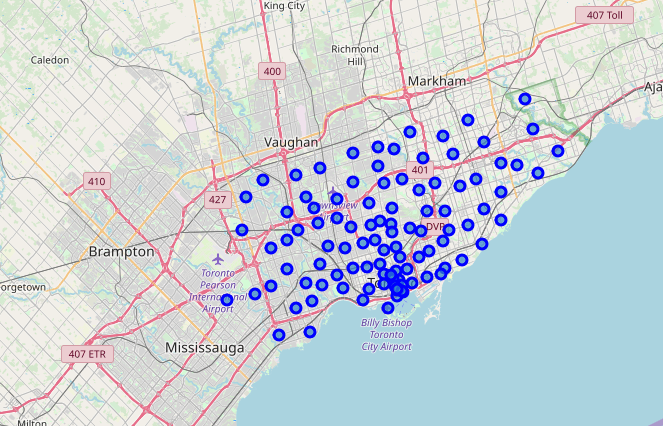 King City
407 Toll
Richmond
Hill
Caledon
400
Markham
Aja
Vaughan
401
410
427
DVP
Brampton
Toronto
Pearson
International
Airport
orgetown
Billy Bishop
Toronto
City Airport
407 ETR
Mississauga
Milton